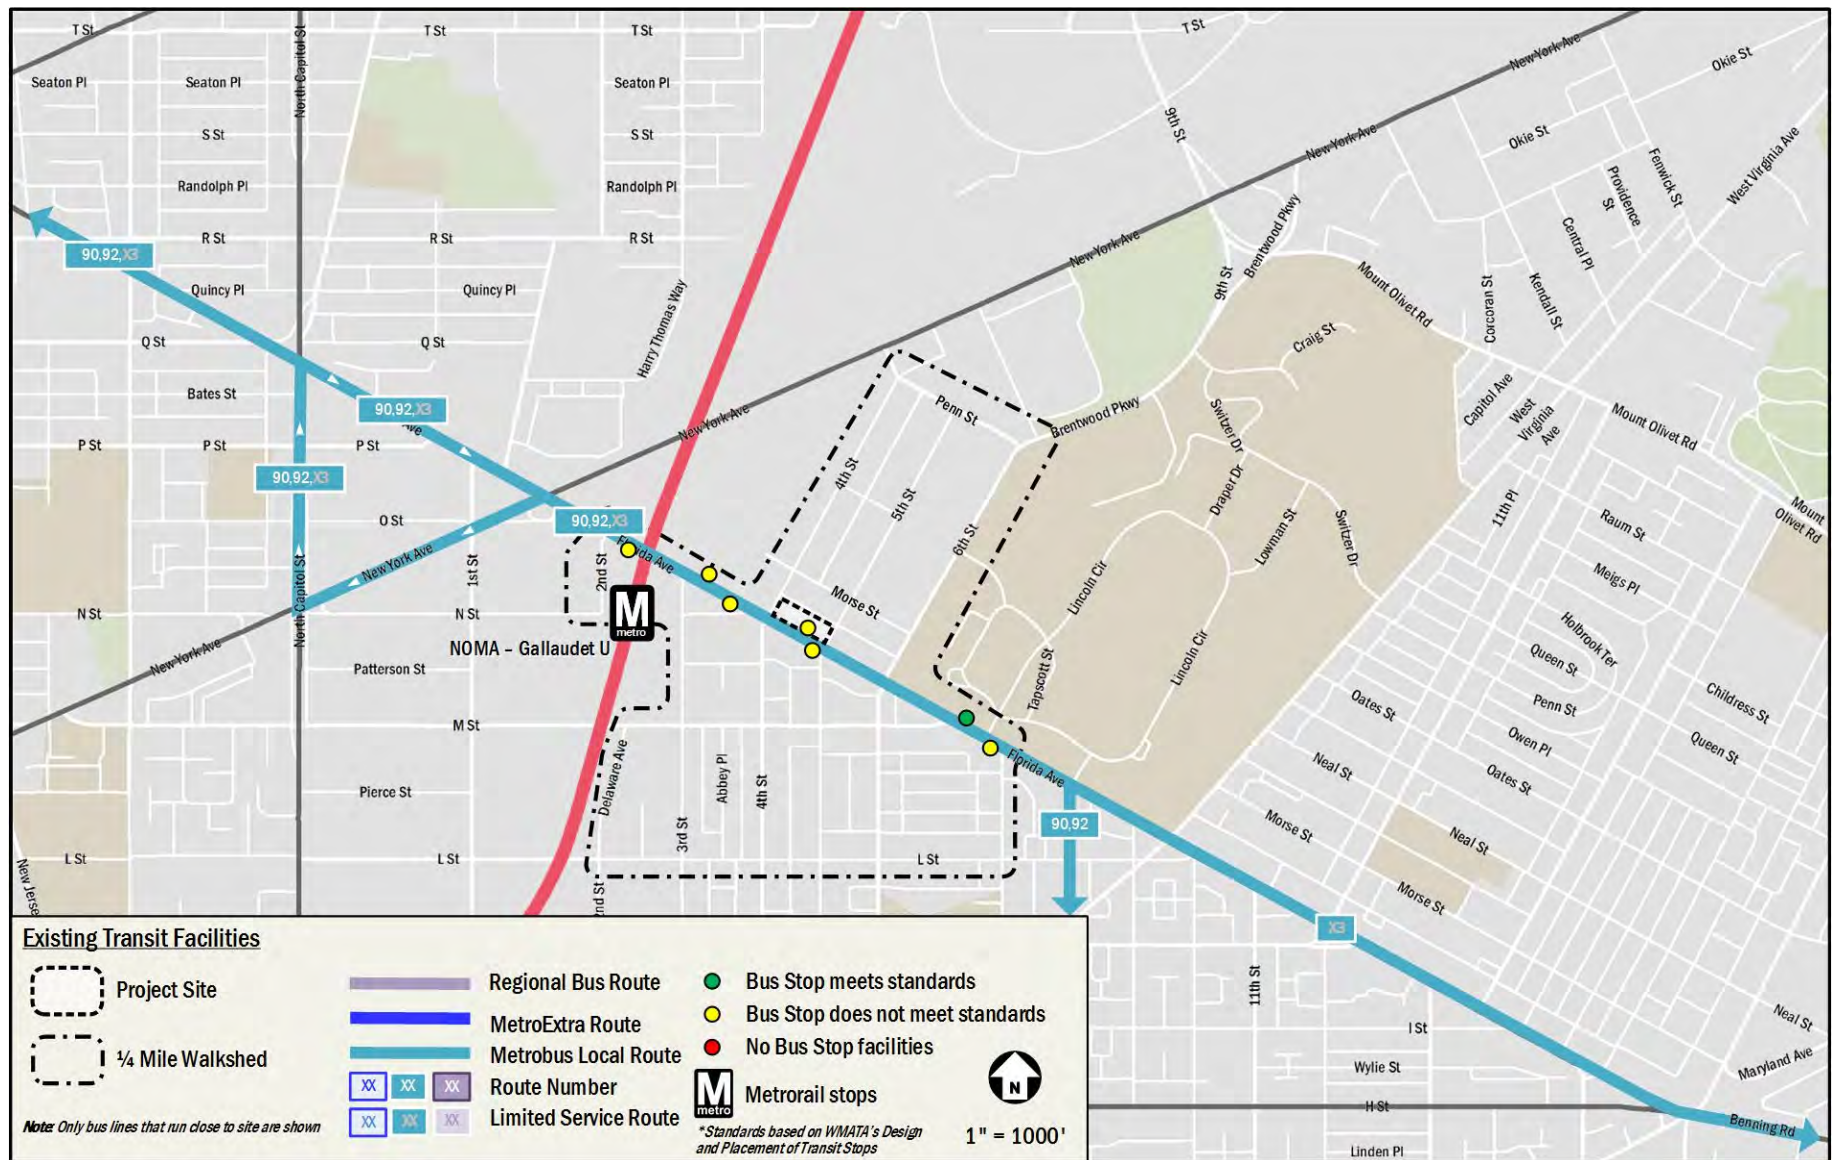 T St
T St
T St
T St
New York Ave
Okie St
North Capitol St
Seaton Pl
Seaton Pl
Seaton Pl
9th St
S St
S St
New York Ave
Okie St
West Virginia Ave
Fenwick St
Providence
St
Randolph Pl
Randolph Pl
Brentwood Pkwy
Central Pl
R St
R St
R St
New York Ave
90,92,X3
9th St
Mount Olivet Rd
Corcoran St
Kendall St
Quincy Pl
Quincy Pl
Harry Thomas Way
Q St
Q St
Craig St
Bates St
90,92,X3
Ave
New York Ave
Penn St
Brentwood Pkwy
Switzer Dr
Capitol Ave
West
Virginia
Ave
Mount Olivet Rd
P St
P St
P St
90,92,X3
4th St
5th St
Draper Dr
11th Pl
Mount
Olivet Rd
O St
90,92,X3
6th St
Lowman St
Switzer Dr
Raum St
Florida Ave
New York Ave
1st St
2nd St
Lincoln Cir
Meigs Pl
North Capitol St
N St
N St
M
metro
Morse St
Holbrook Ter
New York Ave
NOMA – Gallaudet U
Patterson St
Tapscott St
Lincoln Cir
Queen St
Oates St
Penn St
Childress St
M St
Owen Pl
Queen St
Delaware Ave
Abbey Pl
4th St
Florida Ave
Neal St
Oates St
Pierce St
90,92
3rd St
Morse St
Neal St
L St
L St
L St
New Jerse
2nd St
Morse St
X3
11th St
I St
Neal St
Wylie St
Maryland Ave
H St
Benning Rd
Linden Pl
Existing Transit Facilities
Project Site
¼ Mile Walkshed
Note: Only bus lines that run close to site are shown
Regional Bus Route
MetroExtra Route
Metrobus Local Route
XX XX XX Route Number
XX XX XX Limited Service Route
Bus Stop meets standards
Bus Stop does not meet standards
No Bus Stop facilities
M
metro
Metrorail stops
*Standards based on WMATA's Design
and Placement of Transit Stops
N
1" = 1000'